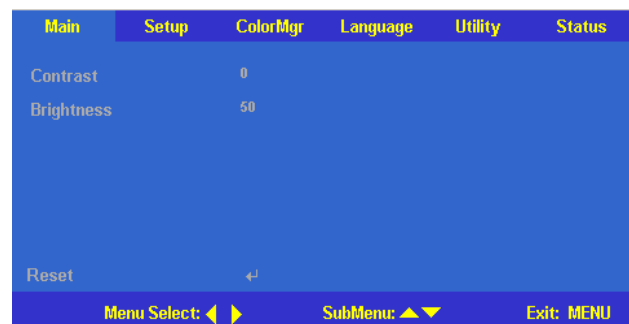 Main Setup ColorMgr Language Utility Status
Contrast 0
Brightness 50
Reset
Menu Select: SubMenu: Exit: MENU